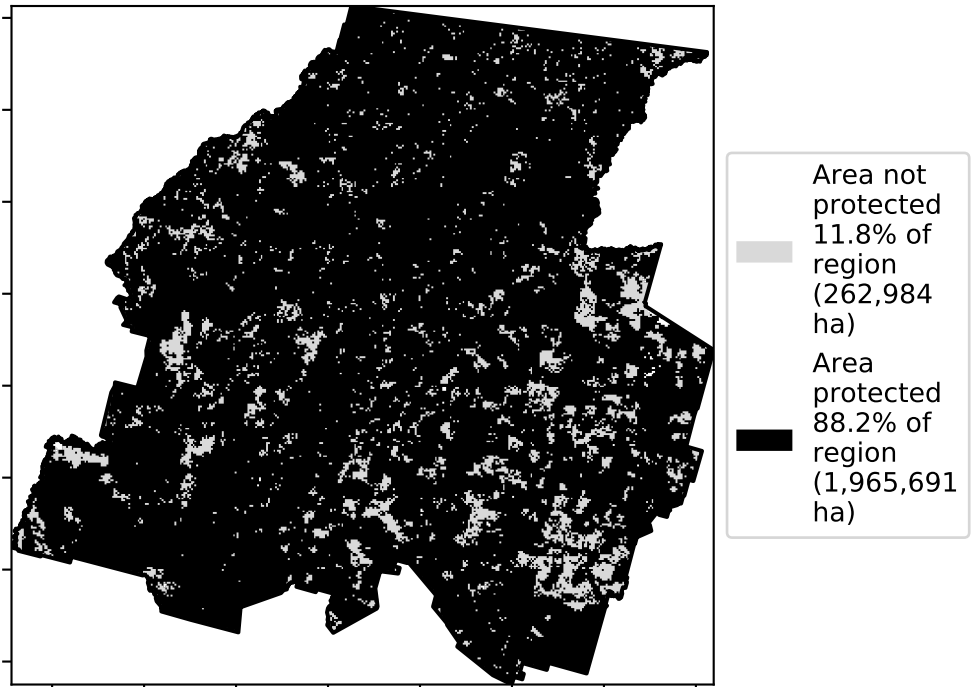 Area not
protected
11.8% of
region
(262,984
ha)
Area
protected
88.2% of
region
(1,965,691
ha)